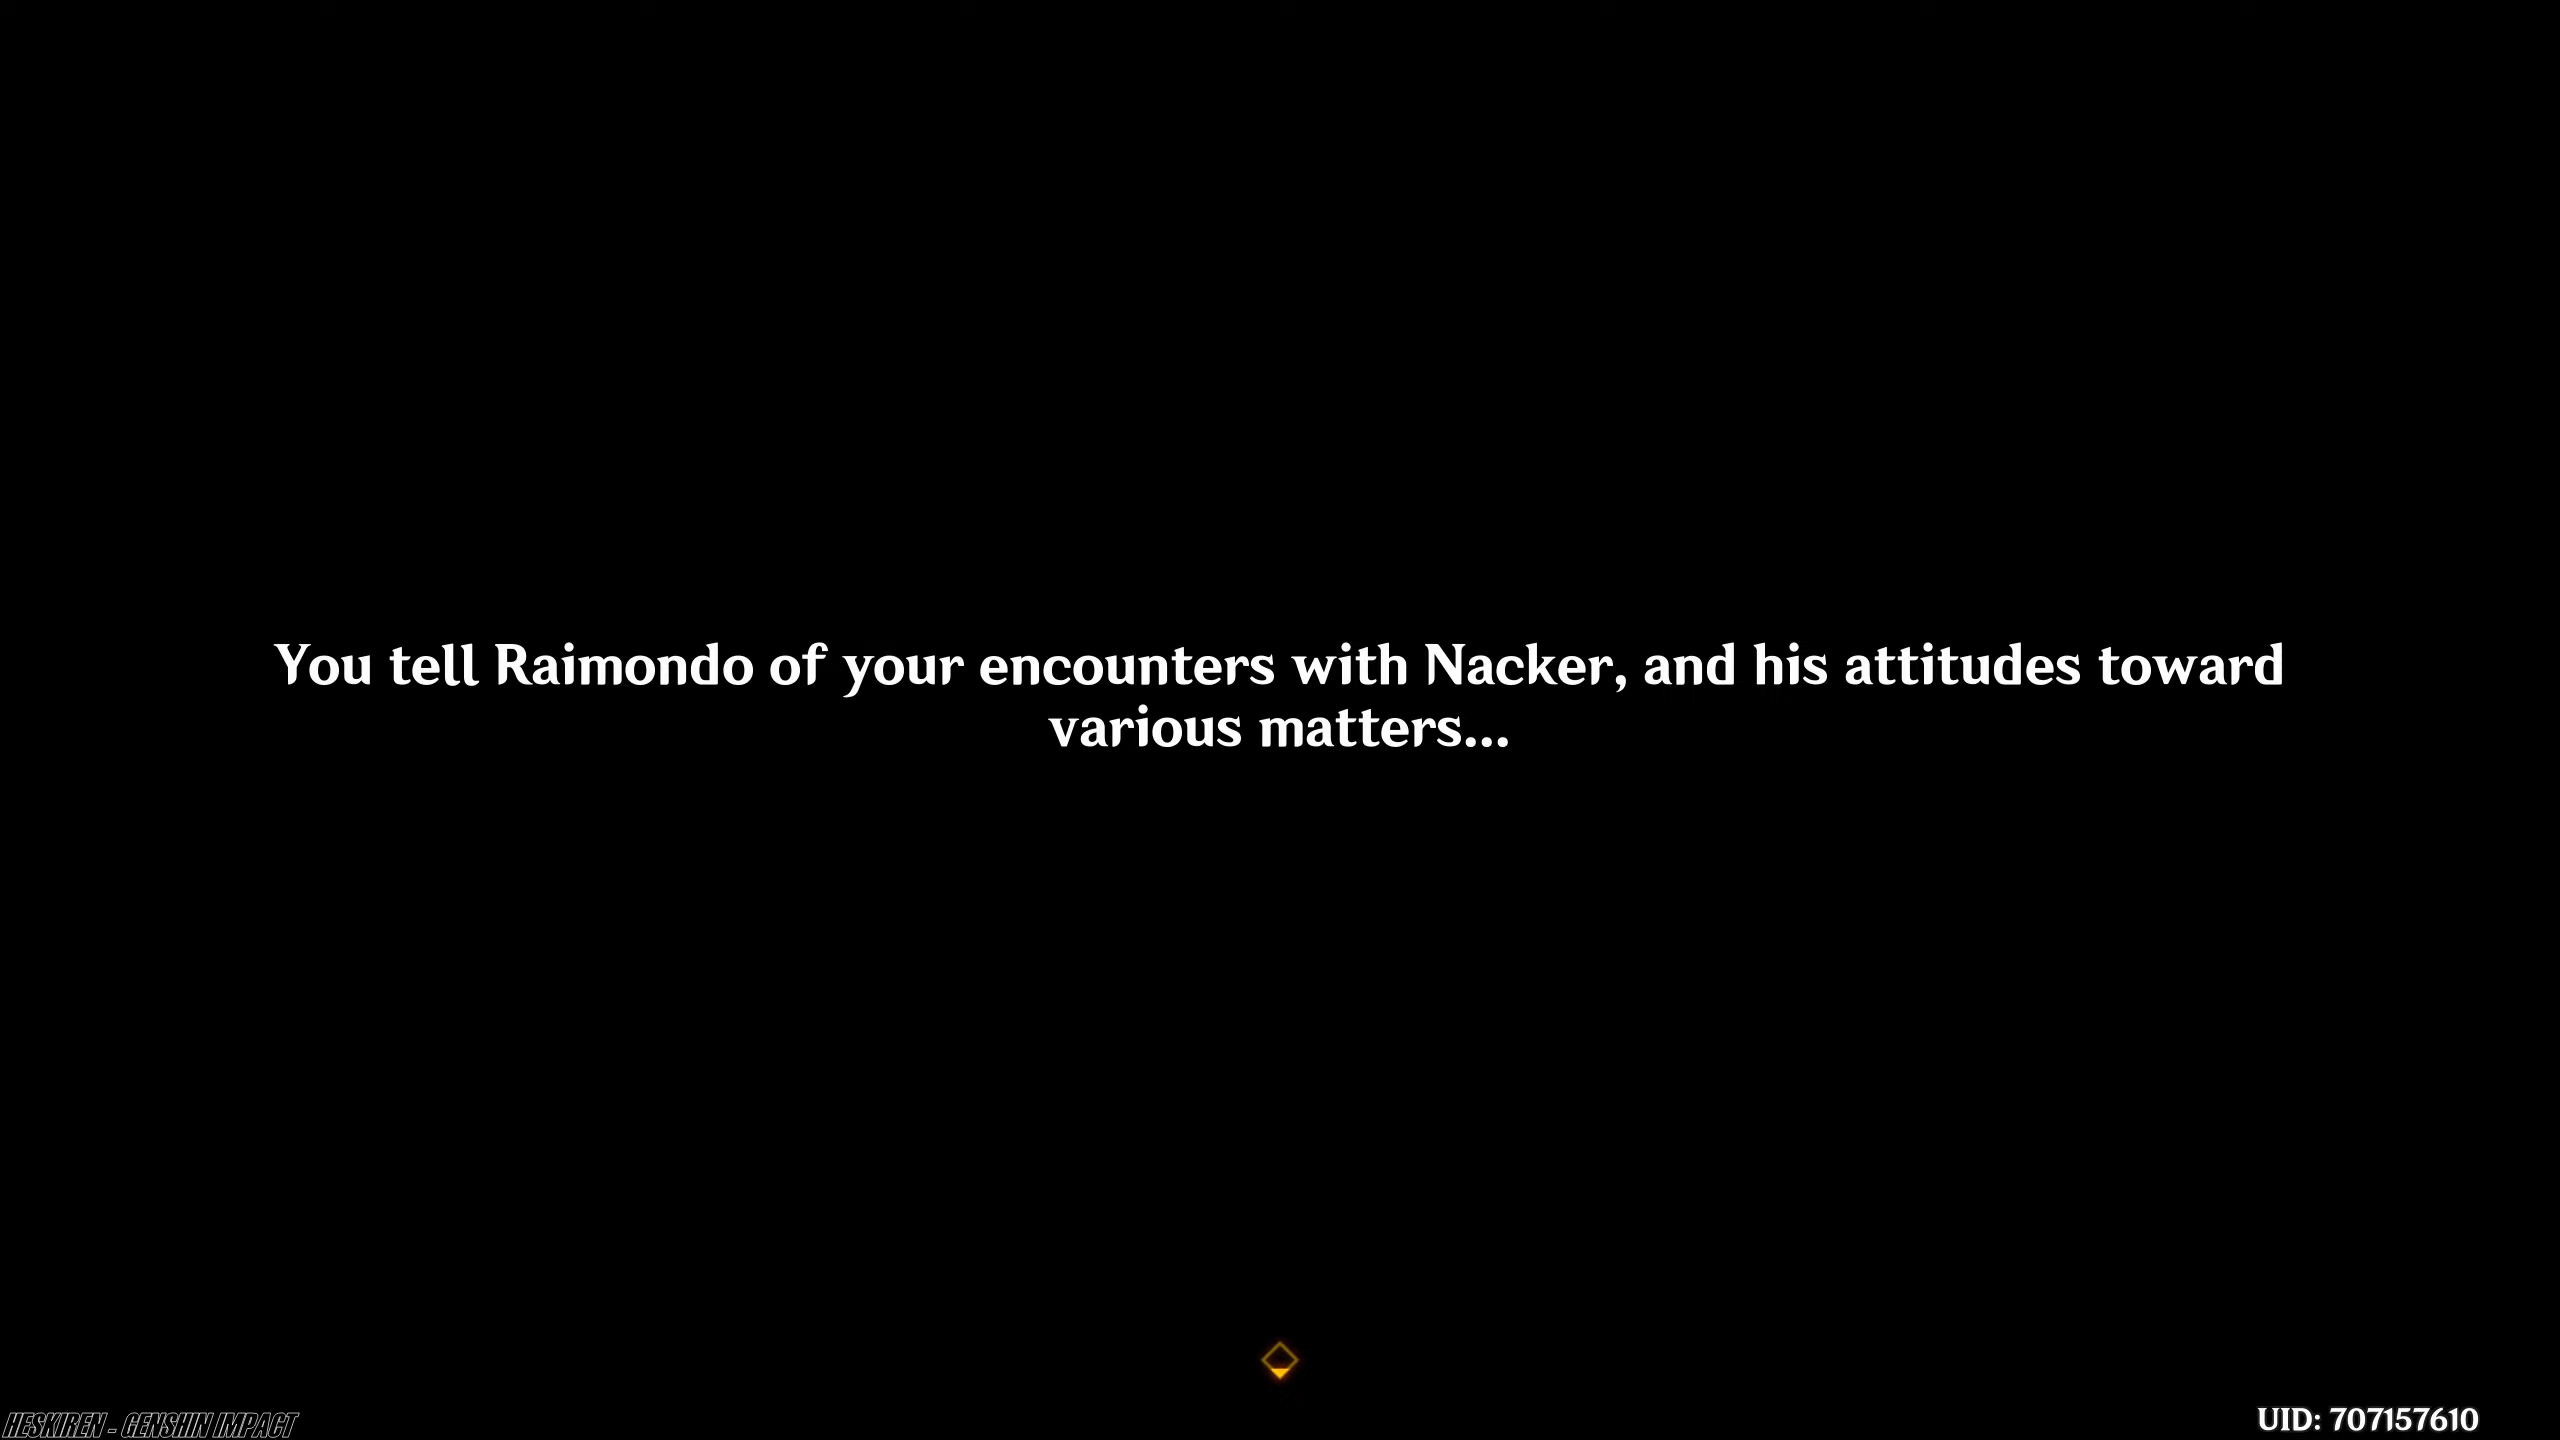 You tell Raimondo of your encounters with Nacker, and his attitudes toward
various matters...
HESKIREN - GENSHIN IMPACT
UID: 707157610